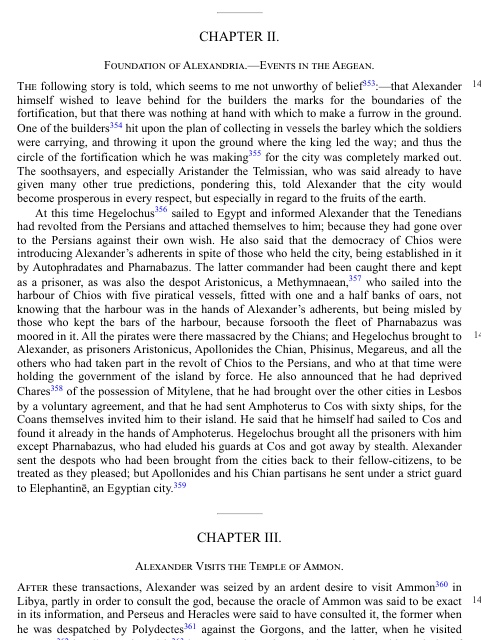 CHAPTER II.
FOUNDATION OF ALEXANDRIA.—EVENTS IN THE AEGEAN.
THE following story is told, which seems to me not unworthy of belief353:—that Alexander 14
himself wished to leave behind for the builders the marks for the boundaries of the
fortification, but that there was nothing at hand with which to make a furrow in the ground.
One of the builders354 hit upon the plan of collecting in vessels the barley which the soldiers
were carrying, and throwing it upon the ground where the king led the way; and thus the
circle of the fortification which he was making355 for the city was completely marked out.
The soothsayers, and especially Aristander the Telmissian, who was said already to have
given many other true predictions, pondering this, told Alexander that the city would
become prosperous in every respect, but especially in regard to the fruits of the earth.
At this time Hegelochus356 sailed to Egypt and informed Alexander that the Tenedians
had revolted from the Persians and attached themselves to him; because they had gone over
to the Persians against their own wish. He also said that the democracy of Chios were
introducing Alexander's adherents in spite of those who held the city, being established in it
by Autophradates and Pharnabazus. The latter commander had been caught there and kept
as a prisoner, as was also the despot Aristonicus, a Methymnaean,357 who sailed into the
harbour of Chios with five piratical vessels, fitted with one and a half banks of oars, not
knowing that the harbour was in the hands of Alexander's adherents, but being misled by
those who kept the bars of the harbour, because forsooth the fleet of Pharnabazus was
moored in it. All the pirates were there massacred by the Chians; and Hegelochus brought to 14
Alexander, as prisoners Aristonicus, Apollonides the Chian, Phisinus, Megareus, and all the
others who had taken part in the revolt of Chios to the Persians, and who at that time were
holding the government of the island by force. He also announced that he had deprived
Chares358 of the possession of Mitylene, that he had brought over the other cities in Lesbos
by a voluntary agreement, and that he had sent Amphoterus to Cos with sixty ships, for the
Coans themselves invited him to their island. He said that he himself had sailed to Cos and
found it already in the hands of Amphoterus. Hegelochus brought all the prisoners with him
except Pharnabazus, who had eluded his guards at Cos and got away by stealth. Alexander
sent the despots who had been brought from the cities back to their fellow-citizens, to be
treated as they pleased; but Apollonides and his Chian partisans he sent under a strict guard
to Elephantinē, an Egyptian city.359
CHAPTER III.
ALEXANDER VISITS THE TEMPLE OF AMMON.
AFTER these transactions, Alexander was seized by an ardent desire to visit Ammon360 in
Libya, partly in order to consult the god, because the oracle of Ammon was said to be exact 14
in its information, and Perseus and Heracles were said to have consulted it, the former when
he was despatched by Polydectes361 against the Gorgons, and the latter, when he visited